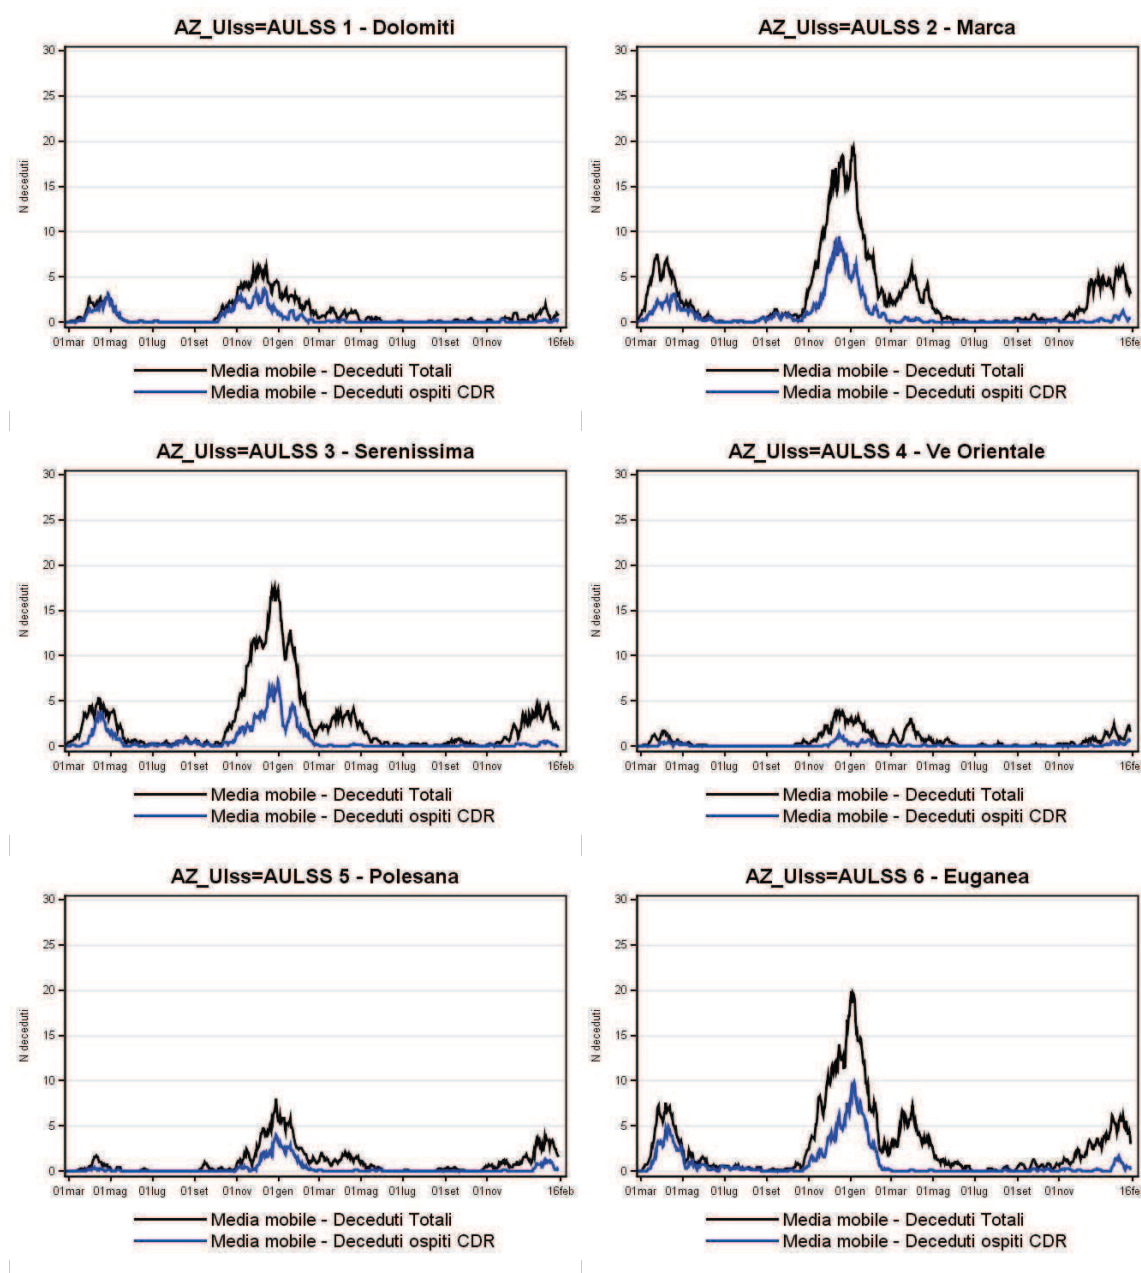 AZ_Ulss=AULSS 1 - Dolomiti
30
25
20
15
10
5
0
N deceduti
01mar 01mag 01lug 01set 01nov 01gen 01mar 01mag 01lug 01set 01nov 16feb
Media mobile - Deceduti Totali
Media mobile - Deceduti ospiti CDR
AZ_Ulss=AULSS 2 - Marca
30
25
20
15
10
5
0
N deceduti
01mar 01mag 01lug 01set 01nov 01gen 01mar 01mag 01lug 01set 01nov 16fe
Media mobile - Deceduti Totali
Media mobile - Deceduti ospiti CDR
AZ_Ulss=AULSS 3 - Serenissima
30
25
20
15
10
5
0
N deceduti
01mar 01mag 01lug 01set 01nov 01gen 01mar 01mag 01lug 01set 01nov 16feb
Media mobile - Deceduti Totali
Media mobile - Deceduti ospiti CDR
AZ_Ulss=AULSS 4 - Ve Orientale
30
25
20
15
10
5
0
N deceduti
01mar 01mag 01lug 01set 01nov 01gen 01mar 01mag 01lug 01set 01nov 16fe
Media mobile - Deceduti Totali
Media mobile - Deceduti ospiti CDR
AZ_Ulss=AULSS 5 - Polesana
30
25
20
15
10
5
0
N deceduti
01mar 01mag 01lug 01set 01nov 01gen 01mar 01mag 01lug 01set 01nov 16feb
Media mobile - Deceduti Totali
Media mobile - Deceduti ospiti CDR
AZ_Ulss=AULSS 6 - Euganea
30
25
20
15
10
5
0
N deceduti
01mar 01mag 01lug 01set 01nov 01gen 01mar 01mag 01lug 01set 01nov 16fe
Media mobile - Deceduti Totali
Media mobile - Deceduti ospiti CDR